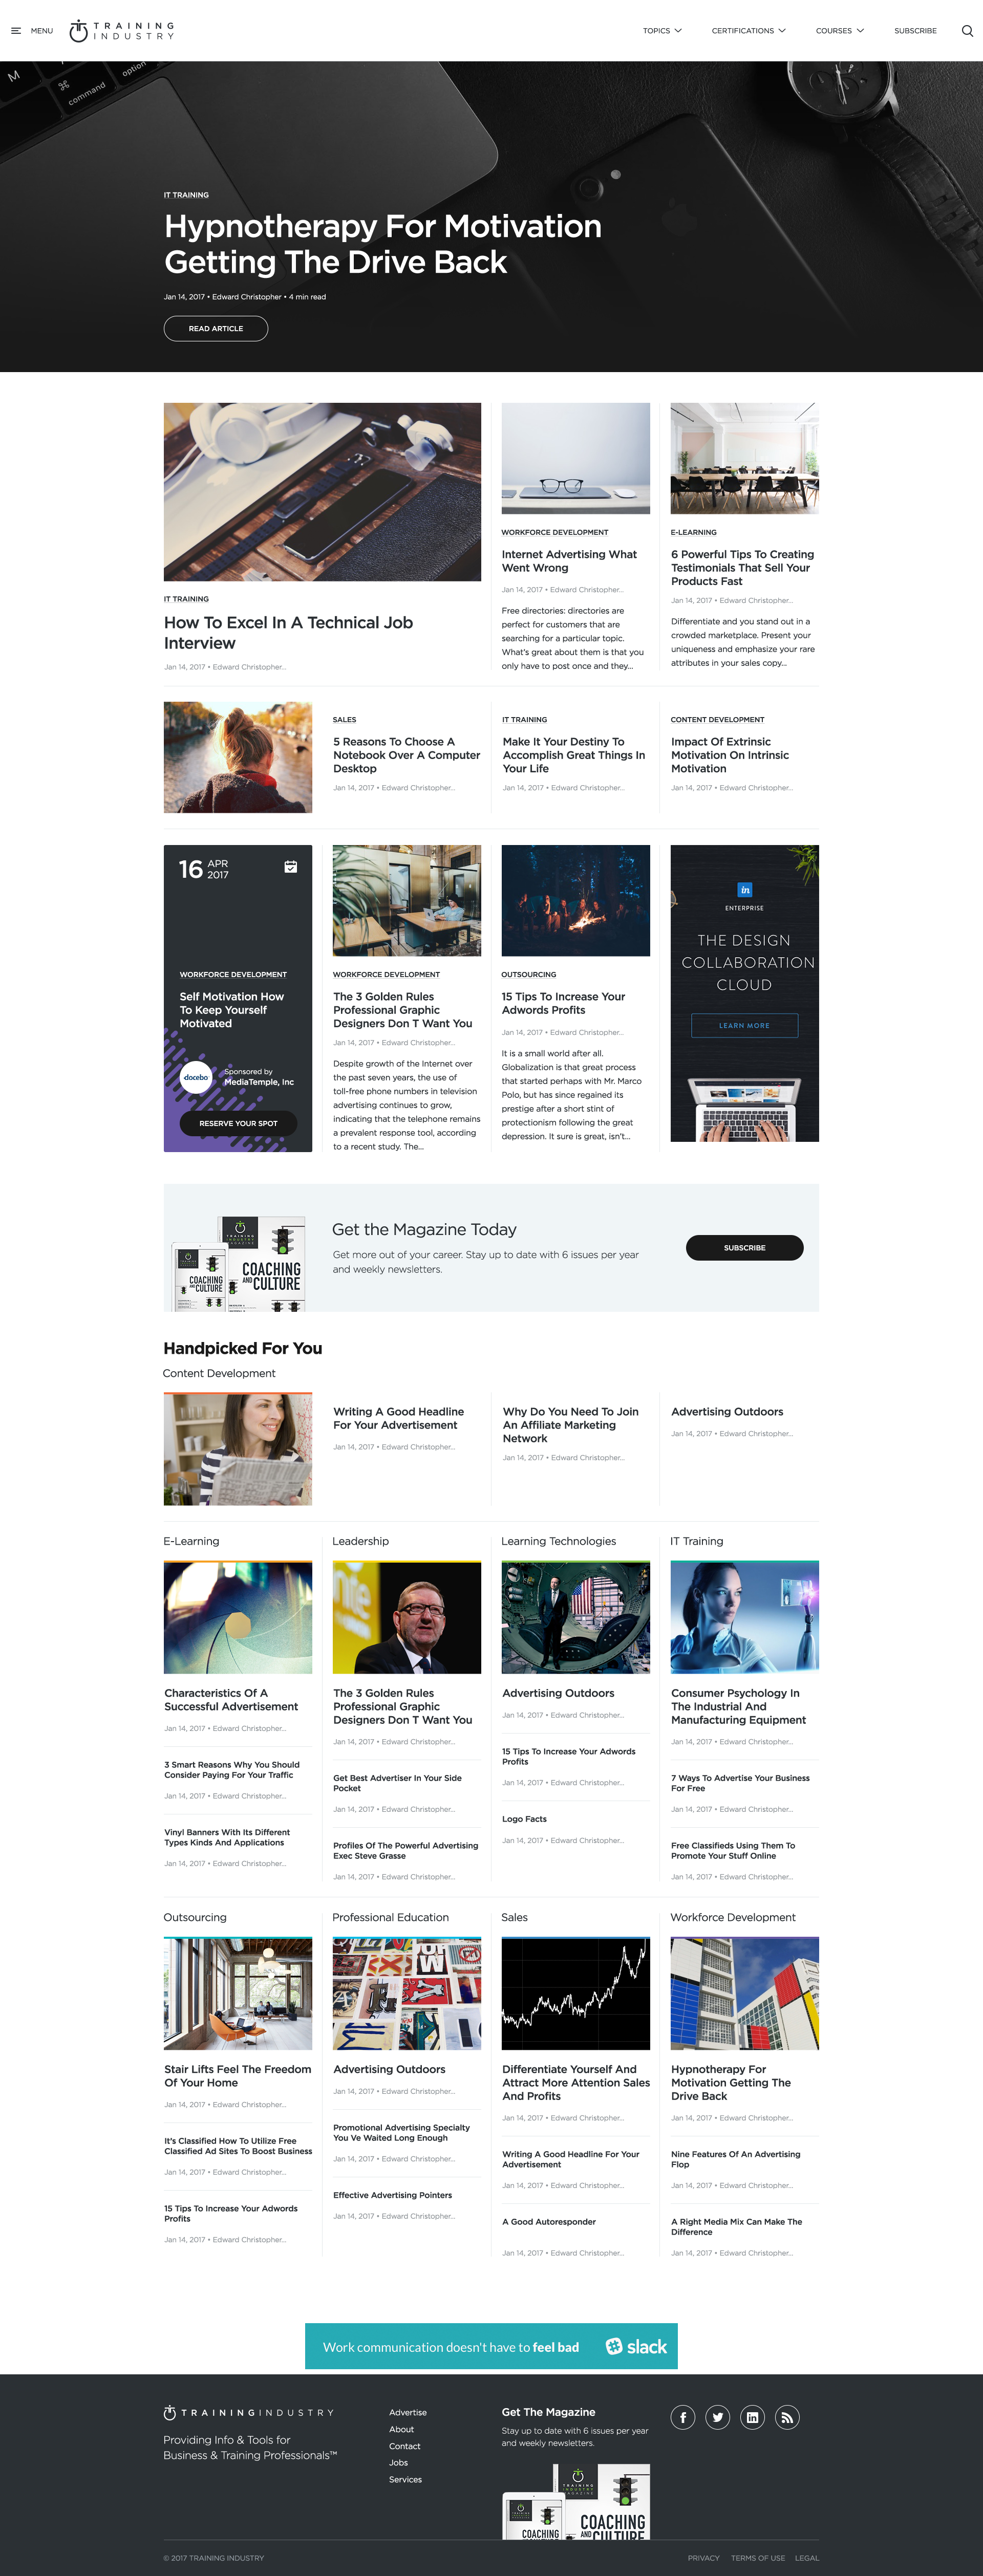 MENU
TRAINING
INDUSTRY
TOPICS
CERTIFICATIONS
COURSES
SUBSCRIBE
M
⌘
command
option
IT TRAINING
Hypnotherapy For Motivation
Getting The Drive Back
Jan 14, 2017 • Edward Christopher • 4 min read
READ ARTICLE
IT TRAINING
How To Excel In A Technical Job
Interview
Jan 14, 2017 • Edward Christopher...
WORKFORCE DEVELOPMENT
Internet Advertising What
Went Wrong
Jan 14, 2017 • Edward Christopher...
Free directories: directories are
perfect for customers that are
searching for a particular topic.
What's great about them is that you
only have to post once and they...
E-LEARNING
6 Powerful Tips To Creating
Testimonials That Sell Your
Products Fast
Jan 14, 2017 • Edward Christopher...
Differentiate and you stand out in a
crowded marketplace. Present your
uniqueness and emphasize your rare
attributes in your sales copy...
SALES
5 Reasons To Choose A
Notebook Over A Computer
Desktop
Jan 14, 2017 • Edward Christopher...
IT TRAINING
Make It Your Destiny To
Accomplish Great Things In
Your Life
Jan 14, 2017 • Edward Christopher...
CONTENT DEVELOPMENT
Impact Of Extrinsic
Motivation On Intrinsic
Motivation
Jan 14, 2017 • Edward Christopher...
16 APR
2017
WORKFORCE DEVELOPMENT
Self Motivation How
To Keep Yourself
Motivated
docebo
Sponsored by
MediaTemple, Inc
RESERVE YOUR SPOT
WORKFORCE DEVELOPMENT
The 3 Golden Rules
Professional Graphic
Designers Don T Want You
Jan 14, 2017 • Edward Christopher...
Despite growth of the Internet over
the past seven years, the use of
toll-free phone numbers in television
advertising continues to grow,
indicating that the telephone remains
a prevalent response tool, according
to a recent study. The...
OUTSOURCING
15 Tips To Increase Your
Adwords Profits
Jan 14, 2017 • Edward Christopher...
It is a small world after all.
Globalization is that great process
that started perhaps with Mr. Marco
Polo, but has since regained its
prestige after a short stint of
protectionism following the great
depression. It sure is great, isn't...
in
ENTERPRISE
THE DESIGN
COLLABORATION
CLOUD
LEARN MORE
TRAINING
INDUSTRY
COACHING
AND CULTURE
COACHING
AND CULTURE
Get the Magazine Today
Get more out of your career. Stay up to date with 6 issues per year
and weekly newsletters.
SUBSCRIBE
Handpicked For You
Content Development
Writing A Good Headline
For Your Advertisement
Jan 14, 2017 • Edward Christopher...
Why Do You Need To Join
An Affiliate Marketing
Network
Jan 14, 2017 • Edward Christopher...
Advertising Outdoors
Jan 14, 2017 • Edward Christopher...
E-Learning
Characteristics Of A
Successful Advertisement
Jan 14, 2017 • Edward Christopher...
3 Smart Reasons Why You Should
Consider Paying For Your Traffic
Jan 14, 2017 • Edward Christopher...
Vinyl Banners With Its Different
Types Kinds And Applications
Jan 14, 2017 • Edward Christopher...
Leadership
The 3 Golden Rules
Professional Graphic
Designers Don T Want You
Jan 14, 2017 • Edward Christopher...
Get Best Advertiser In Your Side
Pocket
Jan 14, 2017 • Edward Christopher...
Profiles Of The Powerful Advertising
Exec Steve Grasse
Jan 14, 2017 • Edward Christopher...
Learning Technologies
Advertising Outdoors
Jan 14, 2017 • Edward Christopher...
15 Tips To Increase Your Adwords
Profits
Jan 14, 2017 • Edward Christopher...
Logo Facts
Jan 14, 2017 • Edward Christopher...
IT Training
Consumer Psychology In
The Industrial And
Manufacturing Equipment
Jan 14, 2017 • Edward Christopher...
7 Ways To Advertise Your Business
For Free
Jan 14, 2017 • Edward Christopher...
Free Classifieds Using Them To
Promote Your Stuff Online
Jan 14, 2017 • Edward Christopher...
Outsourcing
Stair Lifts Feel The Freedom
Of Your Home
Jan 14, 2017 • Edward Christopher...
It's Classified How To Utilize Free
Classified Ad Sites To Boost Business
Jan 14, 2017 • Edward Christopher...
15 Tips To Increase Your Adwords
Profits
Jan 14, 2017 • Edward Christopher...
Professional Education
Advertising Outdoors
Jan 14, 2017 • Edward Christopher...
Promotional Advertising Specialty
You Ve Waited Long Enough
Jan 14, 2017 • Edward Christopher...
Effective Advertising Pointers
Jan 14, 2017 • Edward Christopher...
Sales
Differentiate Yourself And
Attract More Attention Sales
And Profits
Jan 14, 2017 • Edward Christopher...
Writing A Good Headline For Your
Advertisement
Jan 14, 2017 • Edward Christopher...
A Good Autoresponder
Jan 14, 2017 • Edward Christopher...
Workforce Development
Hypnotherapy For
Motivation Getting The
Drive Back
Jan 14, 2017 • Edward Christopher...
Nine Features Of An Advertising
Flop
Jan 14, 2017 • Edward Christopher...
A Right Media Mix Can Make The
Difference
Jan 14, 2017 • Edward Christopher...
Work communication doesn't have to feel bad
slack
TRAINING INDUSTRY
Providing Info & Tools for
Business & Training Professionals™
Advertise
About
Contact
Jobs
Services
Get The Magazine
Stay up to date with 6 issues per year
and weekly newsletters.
TRAINING
INDUSTRY
MAGAZINE
COACHING
AND CULTURE
COACHING
© 2017 TRAINING INDUSTRY
PRIVACY
TERMS OF USE
LEGAL